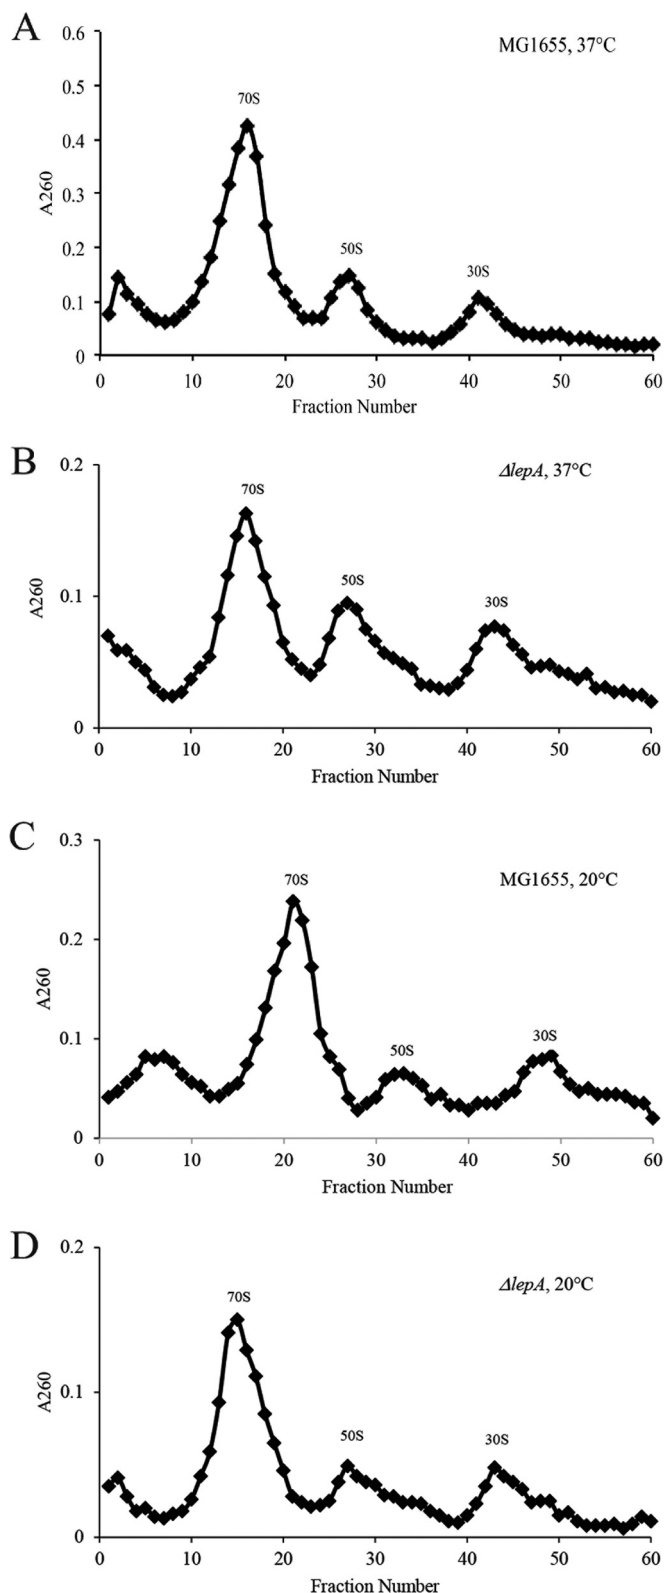 A
0.6
MG1655, 37°C
0.5
70S
0.4
A260
0.3
0.2
50S
30S
0.1
0
0 10 20 30 40 50 60
Fraction Number
B
0.2
ΔlepA, 37°C
70S
A260
0.1
50S
30S
0
0 10 20 30 40 50 60
Fraction Number
C
0.3
70S
MG1655, 20°C
0.2
A260
0.1
50S
30S
0
0 10 20 30 40 50 60
Fraction Number
D
0.2
70S
ΔlepA, 20°C
A260
0.1
50S
30S
0
0 10 20 30 40 50 60
Fraction Number